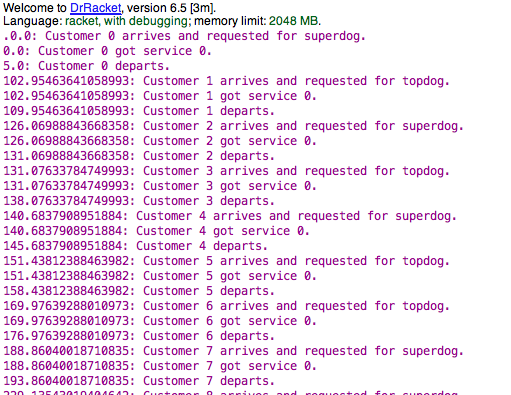 Welcome to DrRacket, version 6.5 [3m].
Language: racket, with debugging; memory limit: 2048 MB.
.0.0: Customer 0 arrives and requested for superdog.
0.0: Customer 0 got service 0.
5.0: Customer 0 departs.
102.95463641058993: Customer 1 arrives and requested for topdog.
102.95463641058993: Customer 1 got service 0.
109.95463641058993: Customer 1 departs.
126.06988843668358: Customer 2 arrives and requested for superdog.
126.06988843668358: Customer 2 got service 0.
131.06988843668358: Customer 2 departs.
131.07633784749993: Customer 3 arrives and requested for topdog.
131.07633784749993: Customer 3 got service 0.
138.07633784749993: Customer 3 departs.
140.6837908951884: Customer 4 arrives and requested for superdog.
140.6837908951884: Customer 4 got service 0.
145.6837908951884: Customer 4 departs.
151.43812388463982: Customer 5 arrives and requested for topdog.
151.43812388463982: Customer 5 got service 0.
158.43812388463982: Customer 5 departs.
169.97639288010973: Customer 6 arrives and requested for topdog.
169.97639288010973: Customer 6 got service 0.
176.97639288010973: Customer 6 departs.
188.86040018710835: Customer 7 arrives and requested for superdog.
188.86040018710835: Customer 7 got service 0.
193.86040018710835: Customer 7 departs.
Customer 8 arrives and requested for superdog.